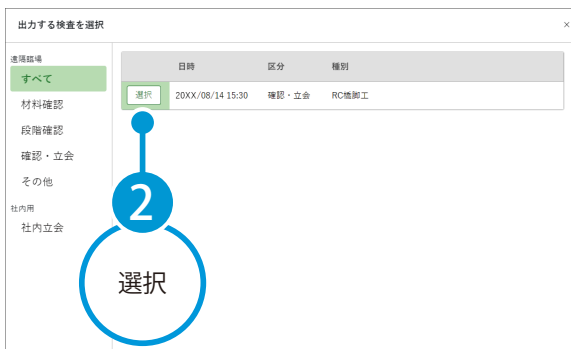 出力する検査を選択 ×
遠隔臨場
すべて
材料確認
段階確認
確認・立会
その他
社内用
社内立会
日時 区分 種別
選択 20XX/08/14 15:30 確認・立会 RC橋脚工
2
選択